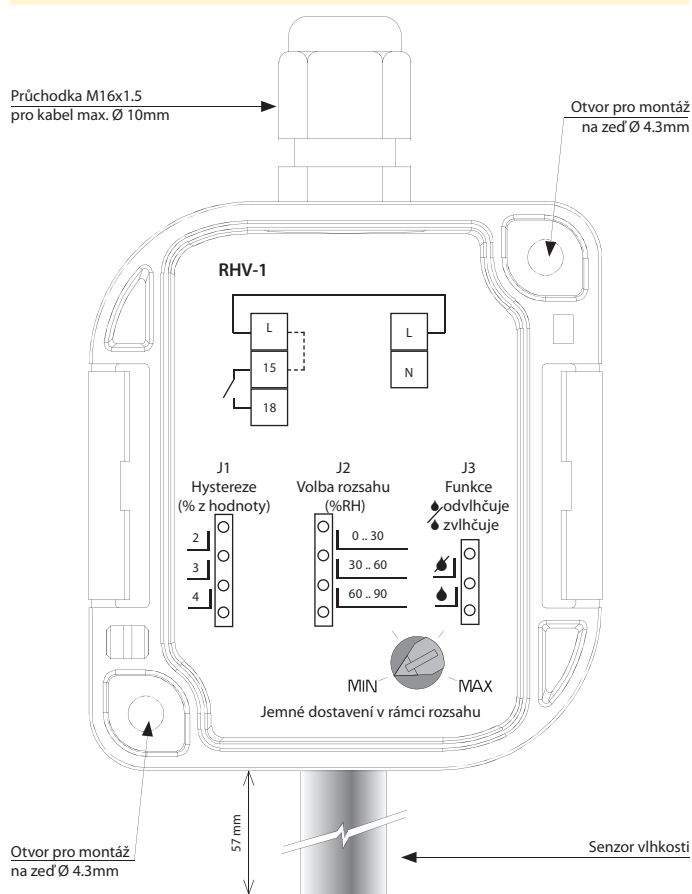 Průchodka M16x1.5
pro kabel max. Ø 10mm
Otvor pro montáž
na zeď Ø 4.3mm
RHV-1
L
15
18
L
N
J1
Hystereze
(% z hodnoty)
2
3
4
J2
Volba rozsahu
(%RH)
0 .. 30
30 .. 60
60 .. 90
J3
Funkce
odvlhčuje
zvlhčuje
MIN
MAX
Jemné dostavení v rámci rozsahu
57 mm
Otvor pro montáž
na zeď Ø 4.3mm
Senzor vlhkosti